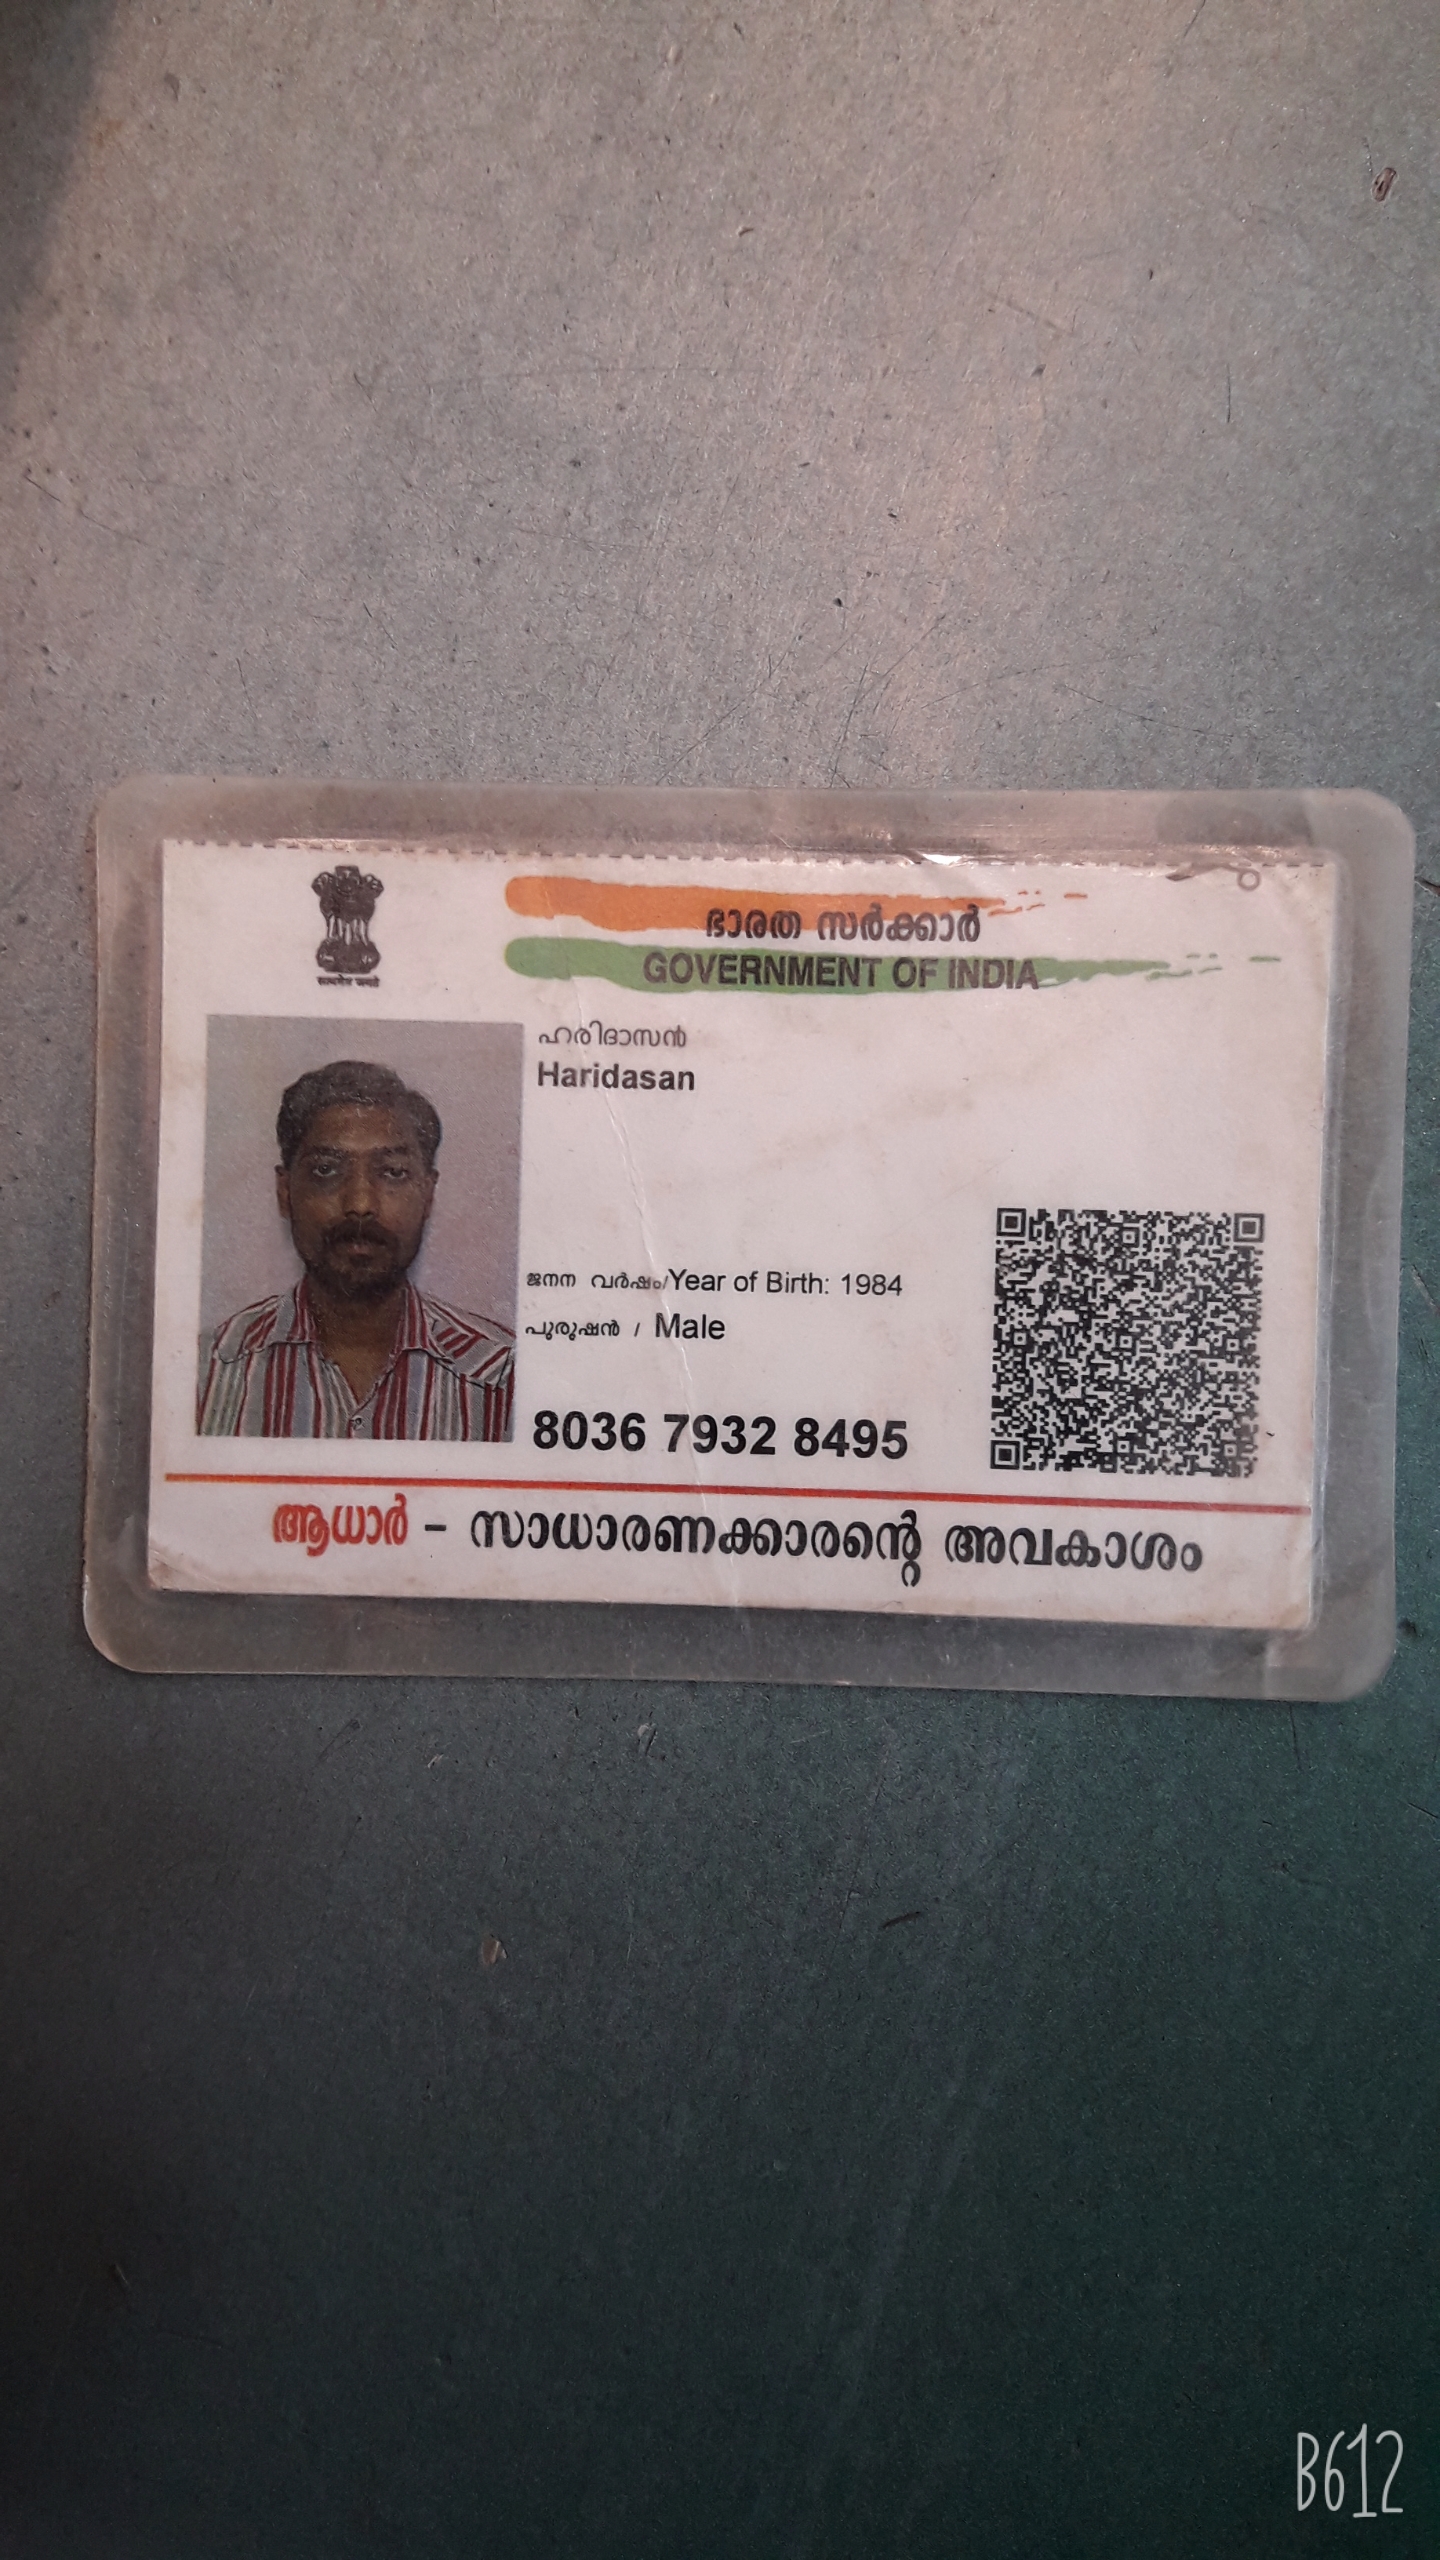 ഭാരത സർക്കാർ
GOVERNMENT OF INDIA
ഹരിദാസൻ
Haridasan
ജനന വർഷം/Year of Birth: 1984
പുരുഷൻ / Male
8036 7932 8495
ആധാർ - സാധാരണക്കാരന്റെ അവകാശം
B612